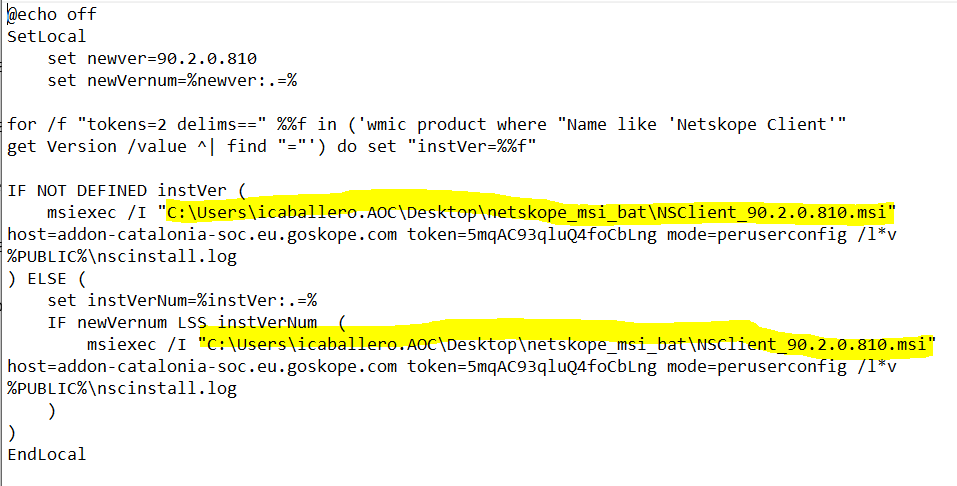 @echo off
SetLocal
    set newver=90.2.0.810
    set newVernum=%newver:.=%

for /f "tokens=2 delims==" %%f in ('wmic product where "Name like 'Netskope Client'"
get Version /value ^| find "="') do set "instVer=%%f"

IF NOT DEFINED instVer (
    msiexec /I "C:\Users\icaballero.AOC\Desktop\netskope_msi_bat\NSClient_90.2.0.810.msi"
host=addon-catalonia-soc.eu.goskope.com token=5mqAC93qluQ4foCbLng mode=peruserconfig /l*v
%PUBLIC%\nscinstall.log
) ELSE (
    set instVerNum=%instVer:.=%
    IF newVernum LSS instVerNum  (
        msiexec /I "C:\Users\icaballero.AOC\Desktop\netskope_msi_bat\NSClient_90.2.0.810.msi"
host=addon-catalonia-soc.eu.goskope.com token=5mqAC93qluQ4foCbLng mode=peruserconfig /l*v
%PUBLIC%\nscinstall.log
    )
)
EndLocal